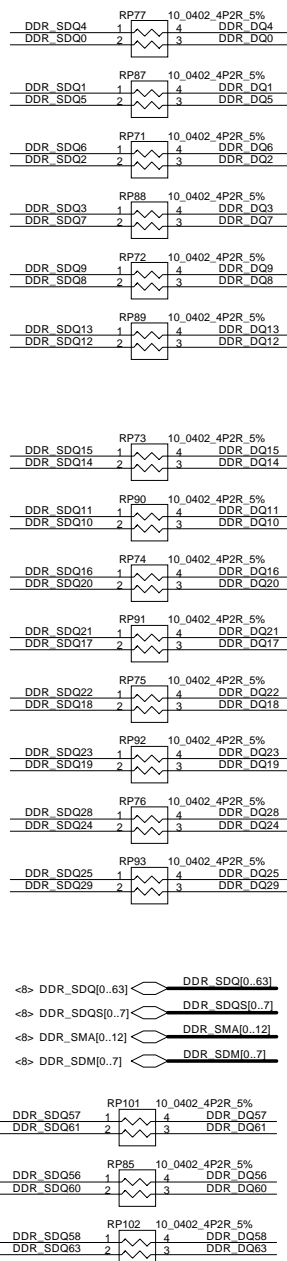 RP77 10_0402_4P2R_5%
DDR_SDQ4 1 4 DDR_DQ4
DDR_SDQ0 2 3 DDR_DQ0
RP87 10_0402_4P2R_5%
DDR_SDQ1 1 4 DDR_DQ1
DDR_SDQ5 2 3 DDR_DQ5
RP71 10_0402_4P2R_5%
DDR_SDQ6 1 4 DDR_DQ6
DDR_SDQ2 2 3 DDR_DQ2
RP88 10_0402_4P2R_5%
DDR_SDQ3 1 4 DDR_DQ3
DDR_SDQ7 2 3 DDR_DQ7
RP72 10_0402_4P2R_5%
DDR_SDQ9 1 4 DDR_DQ9
DDR_SDQ8 2 3 DDR_DQ8
RP89 10_0402_4P2R_5%
DDR_SDQ13 1 4 DDR_DQ13
DDR_SDQ12 2 3 DDR_DQ12
RP73 10_0402_4P2R_5%
DDR_SDQ15 1 4 DDR_DQ15
DDR_SDQ14 2 3 DDR_DQ14
RP90 10_0402_4P2R_5%
DDR_SDQ11 1 4 DDR_DQ11
DDR_SDQ10 2 3 DDR_DQ10
RP74 10_0402_4P2R_5%
DDR_SDQ16 1 4 DDR_DQ16
DDR_SDQ20 2 3 DDR_DQ20
RP91 10_0402_4P2R_5%
DDR_SDQ21 1 4 DDR_DQ21
DDR_SDQ17 2 3 DDR_DQ17
RP75 10_0402_4P2R_5%
DDR_SDQ22 1 4 DDR_DQ22
DDR_SDQ18 2 3 DDR_DQ18
RP92 10_0402_4P2R_5%
DDR_SDQ23 1 4 DDR_DQ23
DDR_SDQ19 2 3 DDR_DQ19
RP76 10_0402_4P2R_5%
DDR_SDQ28 1 4 DDR_DQ28
DDR_SDQ24 2 3 DDR_DQ24
RP93 10_0402_4P2R_5%
DDR_SDQ25 1 4 DDR_DQ25
DDR_SDQ29 2 3 DDR_DQ29
<8> DDR_SDQ[0..63] DDR_SDQ[0..63]
<8> DDR_SDQS[0..7] DDR_SDQS[0..7]
<8> DDR_SMA[0..12] DDR_SMA[0..12]
<8> DDR_SDM[0..7] DDR_SDM[0..7]
RP101 10_0402_4P2R_5%
DDR_SDQ57 1 4 DDR_DQ57
DDR_SDQ61 2 3 DDR_DQ61
RP85 10_0402_4P2R_5%
DDR_SDQ56 1 4 DDR_DQ56
DDR_SDQ60 2 3 DDR_DQ60
RP102 10_0402_4P2R_5%
DDR_SDQ58 1 4 DDR_DQ58
DDR_SDQ63 2 3 DDR_DQ63